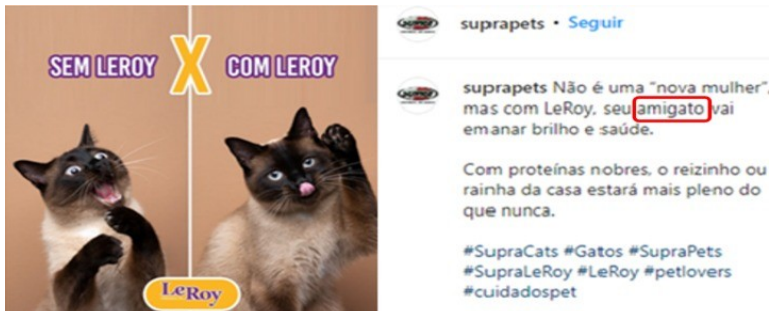 SEM LEROY X COM LEROY
LeRoy
suprapets • Seguir
suprapets Não é uma "nova mulher",
mas com LeRoy, seu amigato vai
emanar brilho e saúde.
Com proteínas nobres, o reizinho ou
rainha da casa estará mais pleno do
que nunca.
#SupraCats #Gatos #SupraPets
#SupraLeRoy #LeRoy #petlovers
#cuidadospet